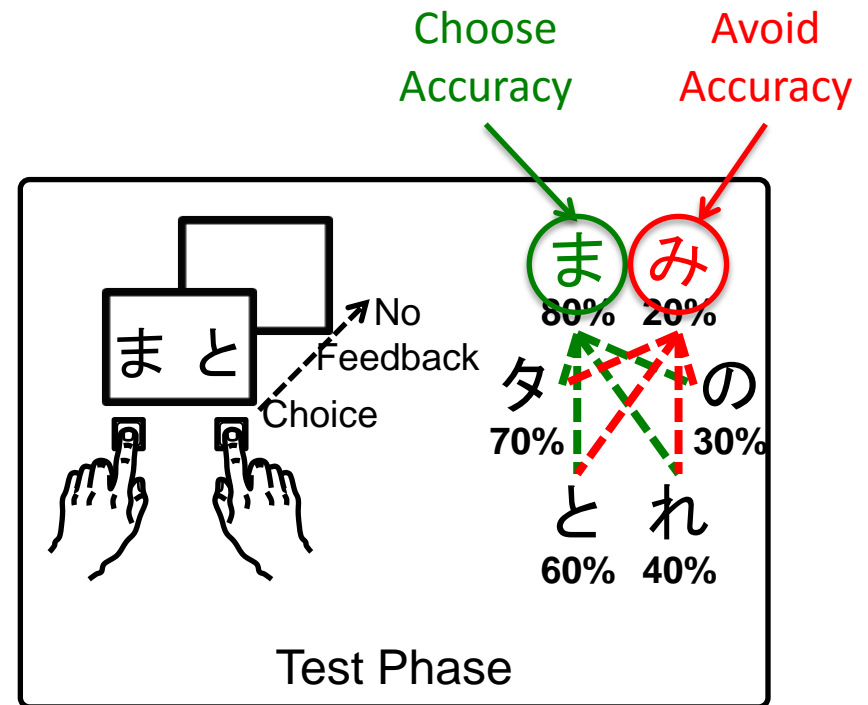 Choose
Accuracy
Avoid
Accuracy
ま と
No
Feedback
Choice
ま み
80% 20%
タ の
70% 30%
と れ
60% 40%
Test Phase